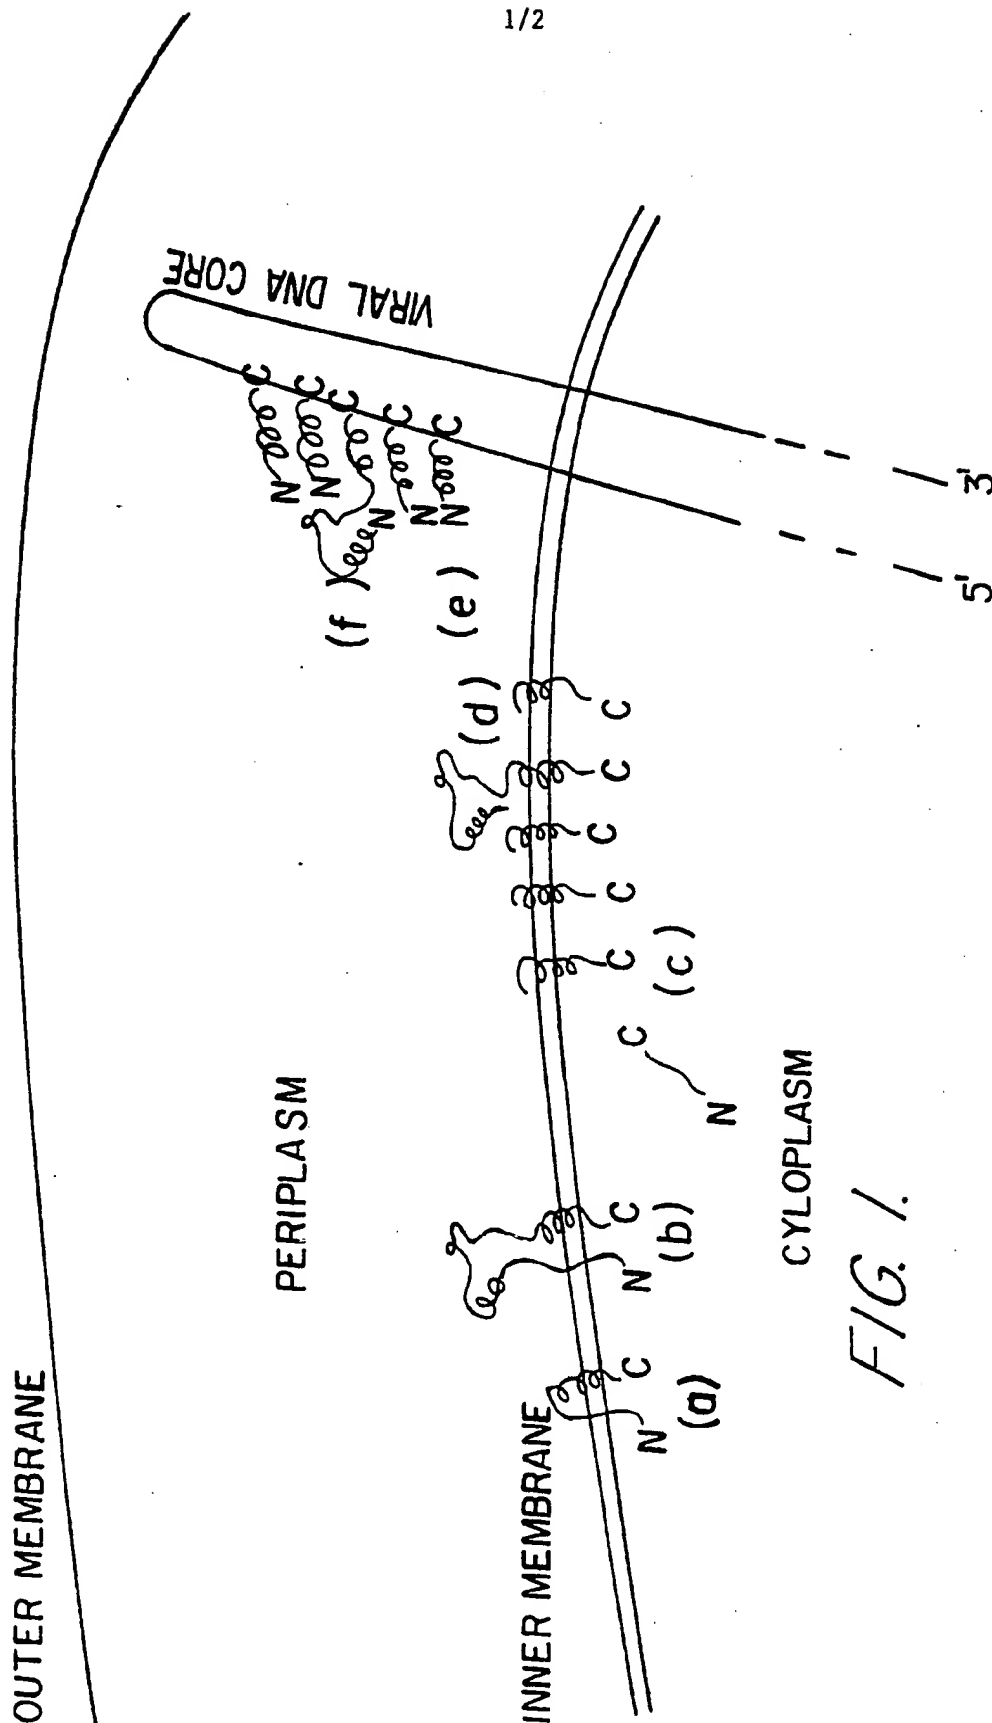 1/2
OUTER MEMBRANE
PERIPLASM
VIRAL DNA CORE
C
C
C
C
C
N
N
N
N
N
(f)
(e)
(d)
INNER MEMBRANE
N
C
(a)
N
C
(b)
N
C
C
(c)
C
C
C
C
5'
3'
CYLOPLASM
FIG. 1.